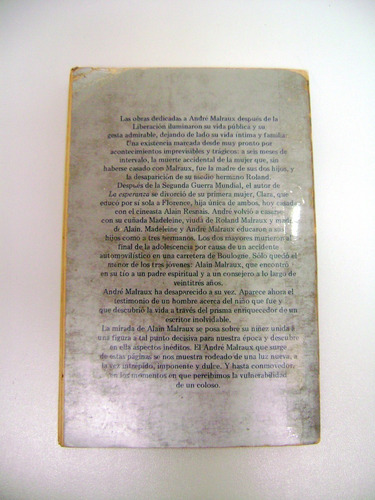 Las obras dedicadas a André Malraux después de la
Liberación iluminaron su vida pública y su
gesta admirable, dejando de lado su vida íntima y familiar.
Una existencia marcada desde muy pronto por
acontecimientos imprevisibles y trágicos: a seis meses de
intervalo, la muerte accidental de la mujer que, sin
haberse casado con Malraux, fue la madre de sus dos hijos, y
la desaparición de su medio hermano Roland.
Después de la Segunda Guerra Mundial, el autor de
La esperanza se divorció de su primera mujer, Clara, que
educó por sí sola a Florence, hija única de ambos, hoy casada
con el cineasta Alain Resnais. André volvió a casarse
con su cuñada Madeleine, viuda de Roland Malraux y madre
de Alain. Madeleine y André Malraux educaron a sus
hijos como a tres hermanos. Los dos mayores murieron al
final de la adolescencia por causa de un accidente
automovilístico en una carretera de Boulogne. Sólo quedó
el menor de los tres jóvenes: Alain Malraux, que encontró
en su tío a un padre espiritual y a un consejero a lo largo de
veintitrés años.
André Malraux ha desaparecido a su vez. Aparece ahora el
testimonio de un hombre acerca del niño que fue y
que descubrió la vida a través del prisma enriquecedor de un
escritor inolvidable.
La mirada de Alain Malraux se posa sobre su niñez unida a
una figura a tal punto decisiva para nuestra época y descubre
en ella aspectos inéditos. El André Malraux que surge
de estas páginas se nos muestra rodeado de una luz nueva, a
la vez intrépido, imponente y dulce. Y hasta conmovedor,
en los momentos en que percibimos la vulnerabilidad
de un coloso.